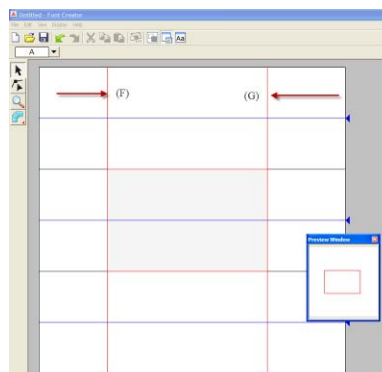 Untitled - Font Creator
File Edit View Display Help
A
(F)
(G)
Preview Window